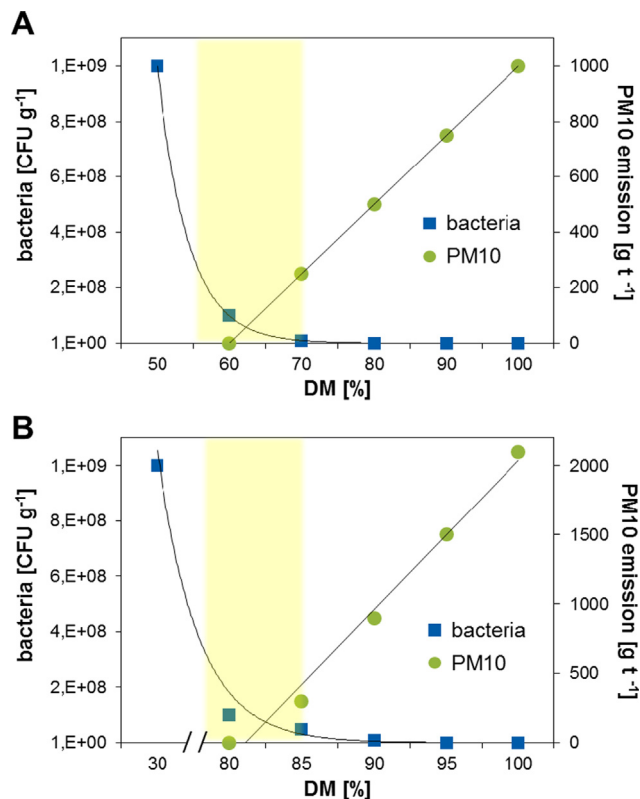 A
bacteria [CFU g-1]
1,E+09
8,E+08
6,E+08
4,E+08
2,E+08
1,E+00
1000
800
600
400
200
0
PM10 emission [g t -1]
bacteria
PM10
50 60 70 80 90 100
DM [%]
B
bacteria [CFU g-1]
1,E+09
8,E+08
6,E+08
4,E+08
2,E+08
1,E+00
2000
1500
1000
500
0
PM10 emission [g t -1]
bacteria
PM10
30 80 85 90 95 100
DM [%]